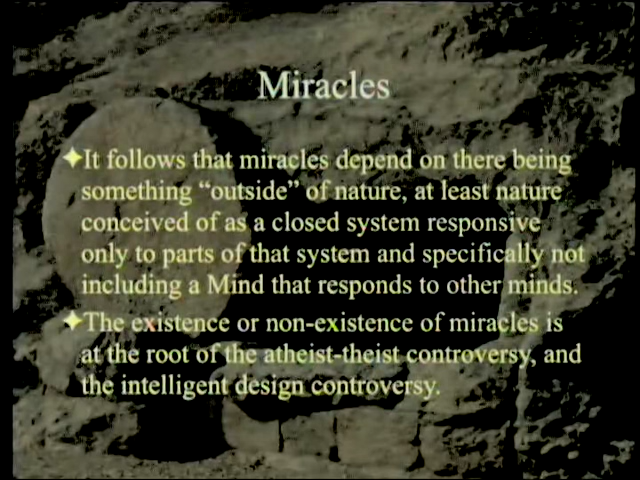 Miracles
It follows that miracles depend on there being
something “outside” of nature, at least nature
conceived of as a closed system responsive
only to parts of that system and specifically not
including a Mind that responds to other minds.
The existence or non-existence of miracles is
at the root of the atheist-theist controversy, and
the intelligent design controversy.